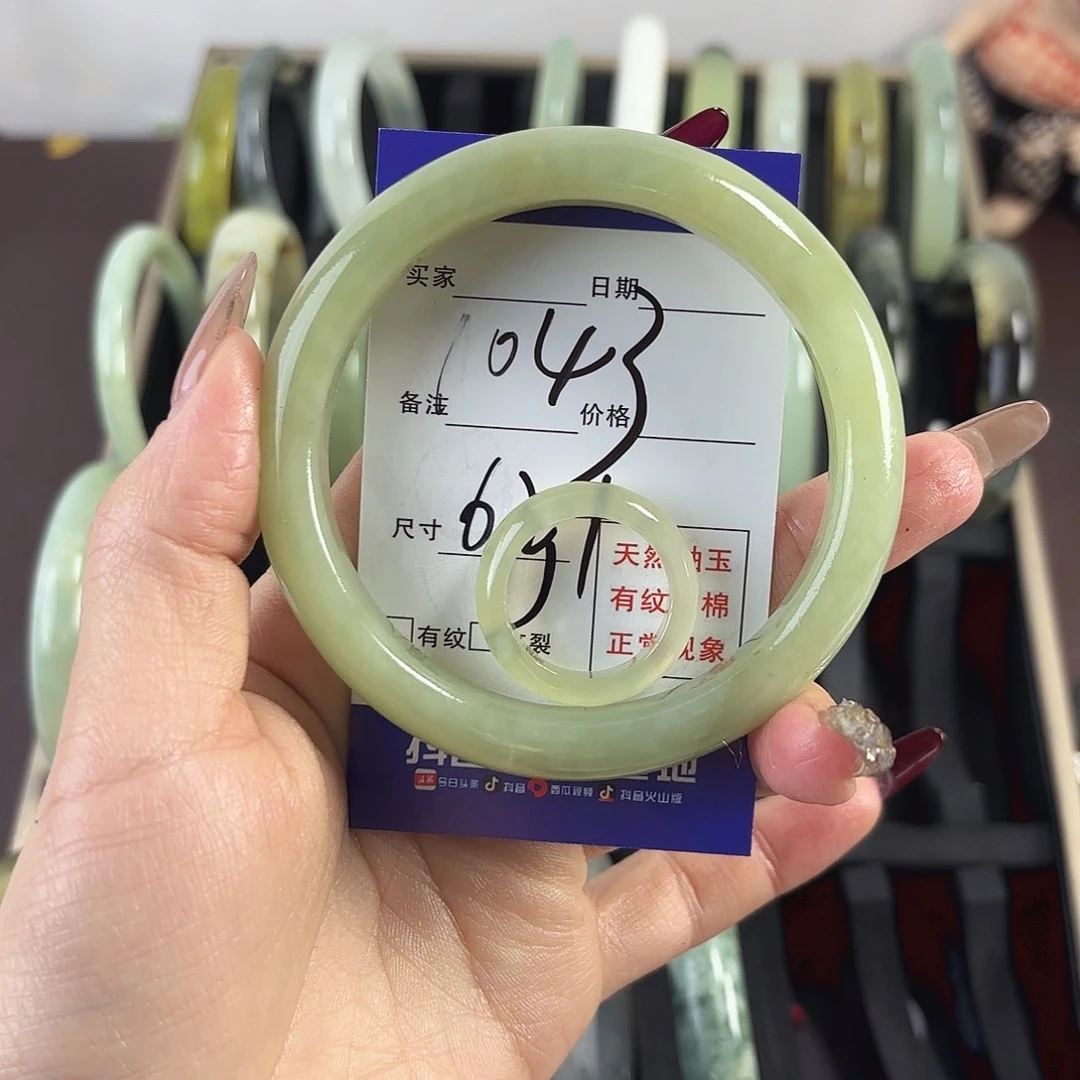 买家 日期
1043
备注 价格
尺寸
天然 玉
有纹 棉
正常现象
有纹 裂
今日头条 抖音 西瓜视频 抖音火山版